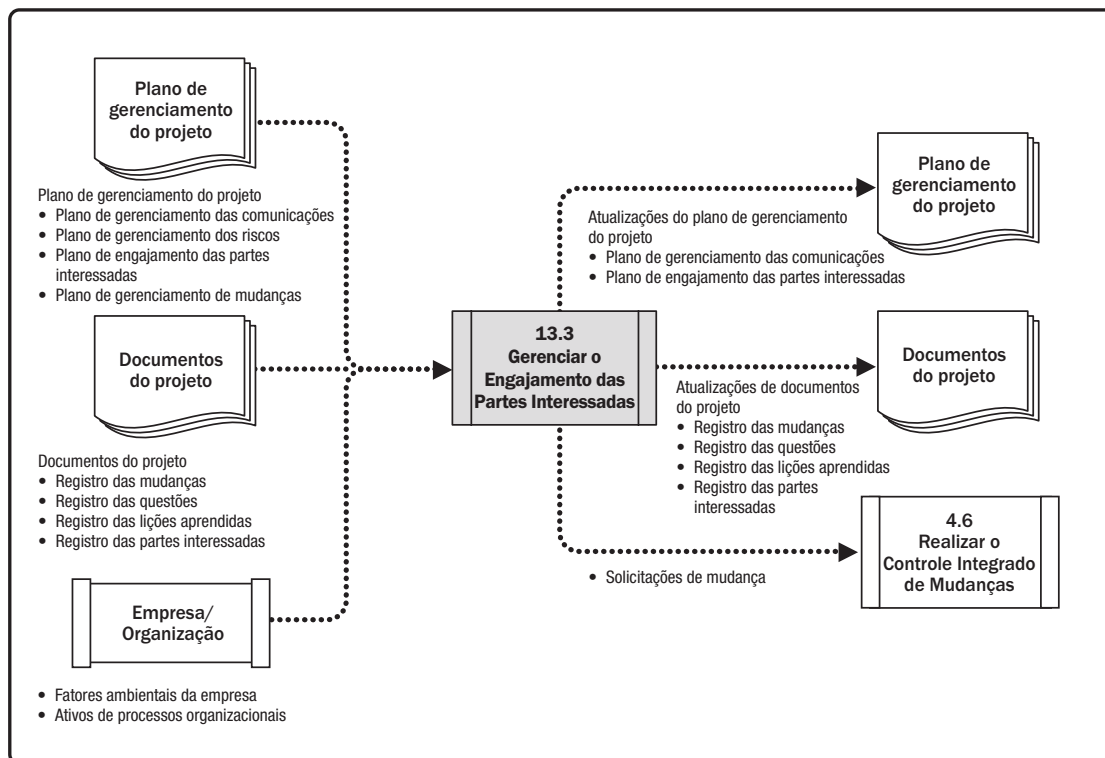 Plano de
gerenciamento
do projeto
Plano de gerenciamento do projeto
• Plano de gerenciamento das comunicações
• Plano de gerenciamento dos riscos
• Plano de engajamento das partes
interessadas
• Plano de gerenciamento de mudanças
Documentos
do projeto
Documentos do projeto
• Registro das mudanças
• Registro das questões
• Registro das lições aprendidas
• Registro das partes interessadas
Empresa/
Organização
• Fatores ambientais da empresa
• Ativos de processos organizacionais
13.3
Gerenciar o
Engajamento das
Partes Interessadas
Atualizações do plano de gerenciamento
do projeto
• Plano de gerenciamento das comunicações
• Plano de engajamento das partes interessadas
Plano de
gerenciamento
do projeto
Atualizações de documentos
do projeto
• Registro das mudanças
• Registro das questões
• Registro das lições aprendidas
• Registro das partes
interessadas
Documentos
do projeto
• Solicitações de mudança
4.6
Realizar o
Controle Integrado
de Mudanças